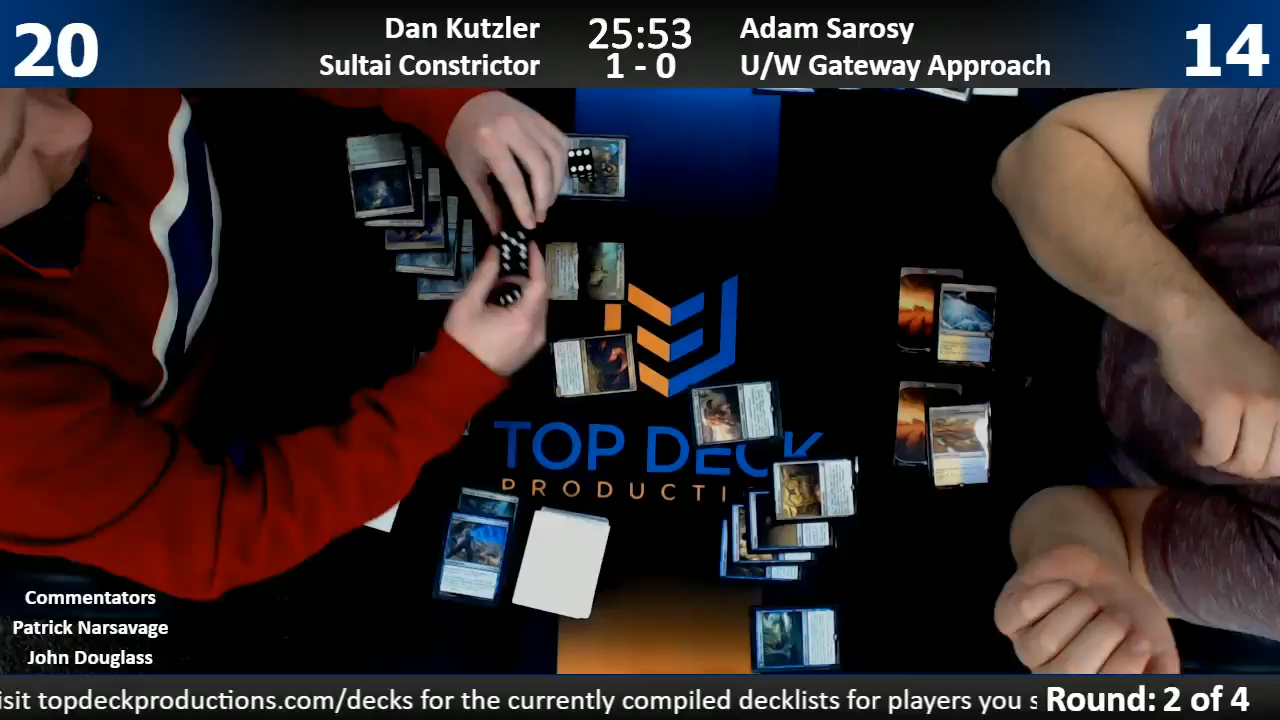 20
Dan Kutzler
Sultai Constrictor
25:53
1 - 0
Adam Sarosy
U/W Gateway Approach
14
TOP DECK
PRODUCTI
Commentators
Patrick Narsavage
John Douglass
isit topdeckproductions.com/decks for the currently compiled decklists for players you s
Round: 2 of 4